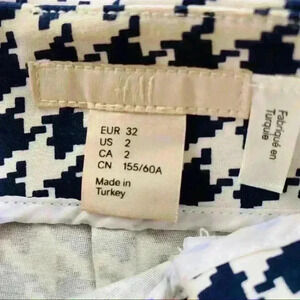 H&M
EUR 32
US 2
CA 2
CN 155/60A
Made in
Turkey
Fabriqué en
Turquie